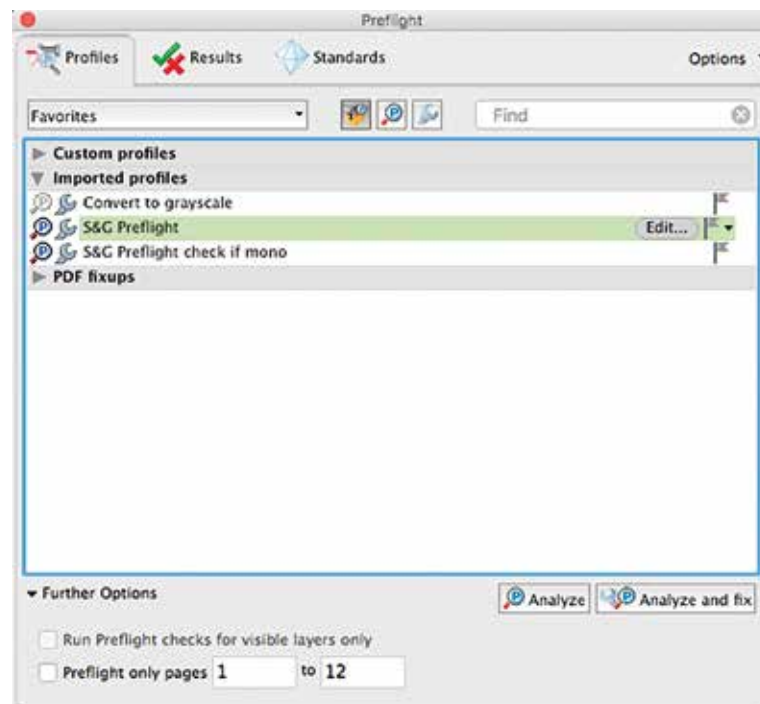 Preflight
Profiles Results Standards Options
Favorites Find
Custom profiles
Imported profiles
Convert to grayscale
S&G Preflight Edit...
S&G Preflight check if mono
PDF fixups
Further Options Analyze Analyze and fix
Run Preflight checks for visible layers only
Preflight only pages 1 to 12